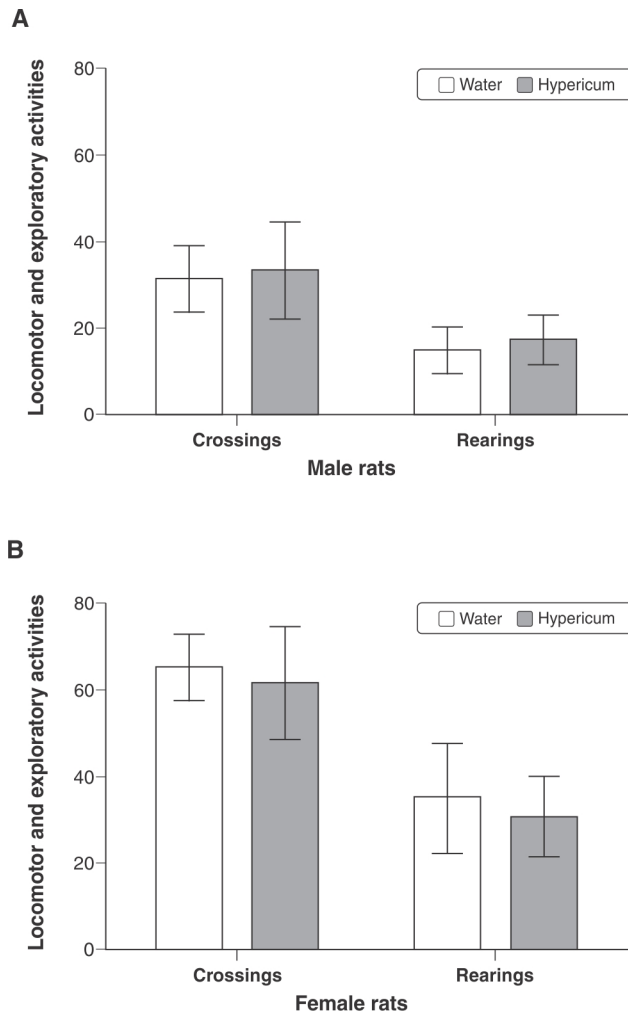 A
Locomotor and exploratory activities
80
60
40
20
0
Water Hypericum
Crossings Rearings
Male rats
B
Locomotor and exploratory activities
80
60
40
20
0
Water Hypericum
Crossings Rearings
Female rats